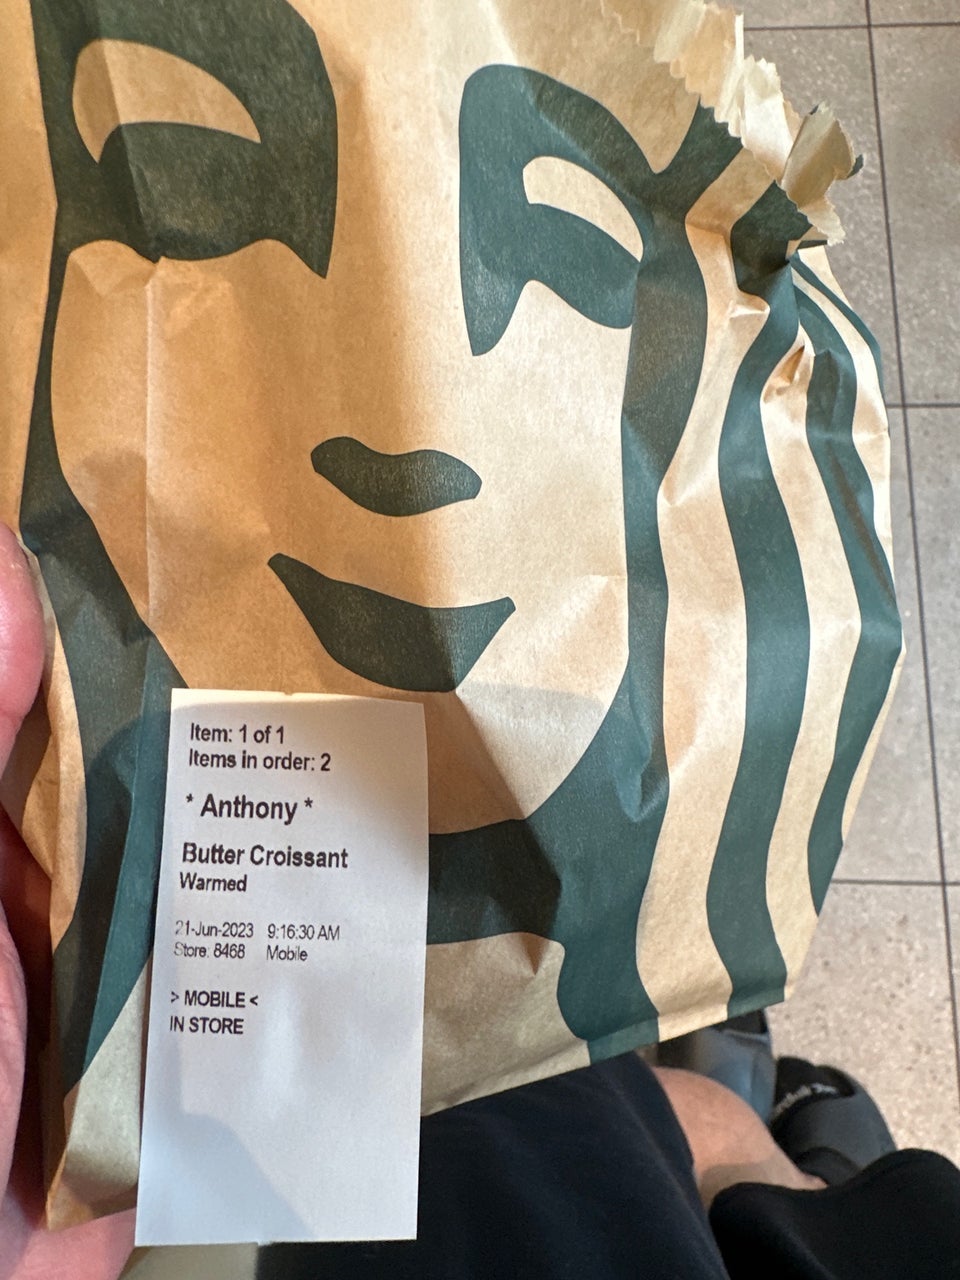 Item: 1 of 1
Items in order: 2
* Anthony *
Butter Croissant
Warmed
21-Jun-2023 9:16:30 AM
Store: 8468 Mobile
> MOBILE <
IN STORE